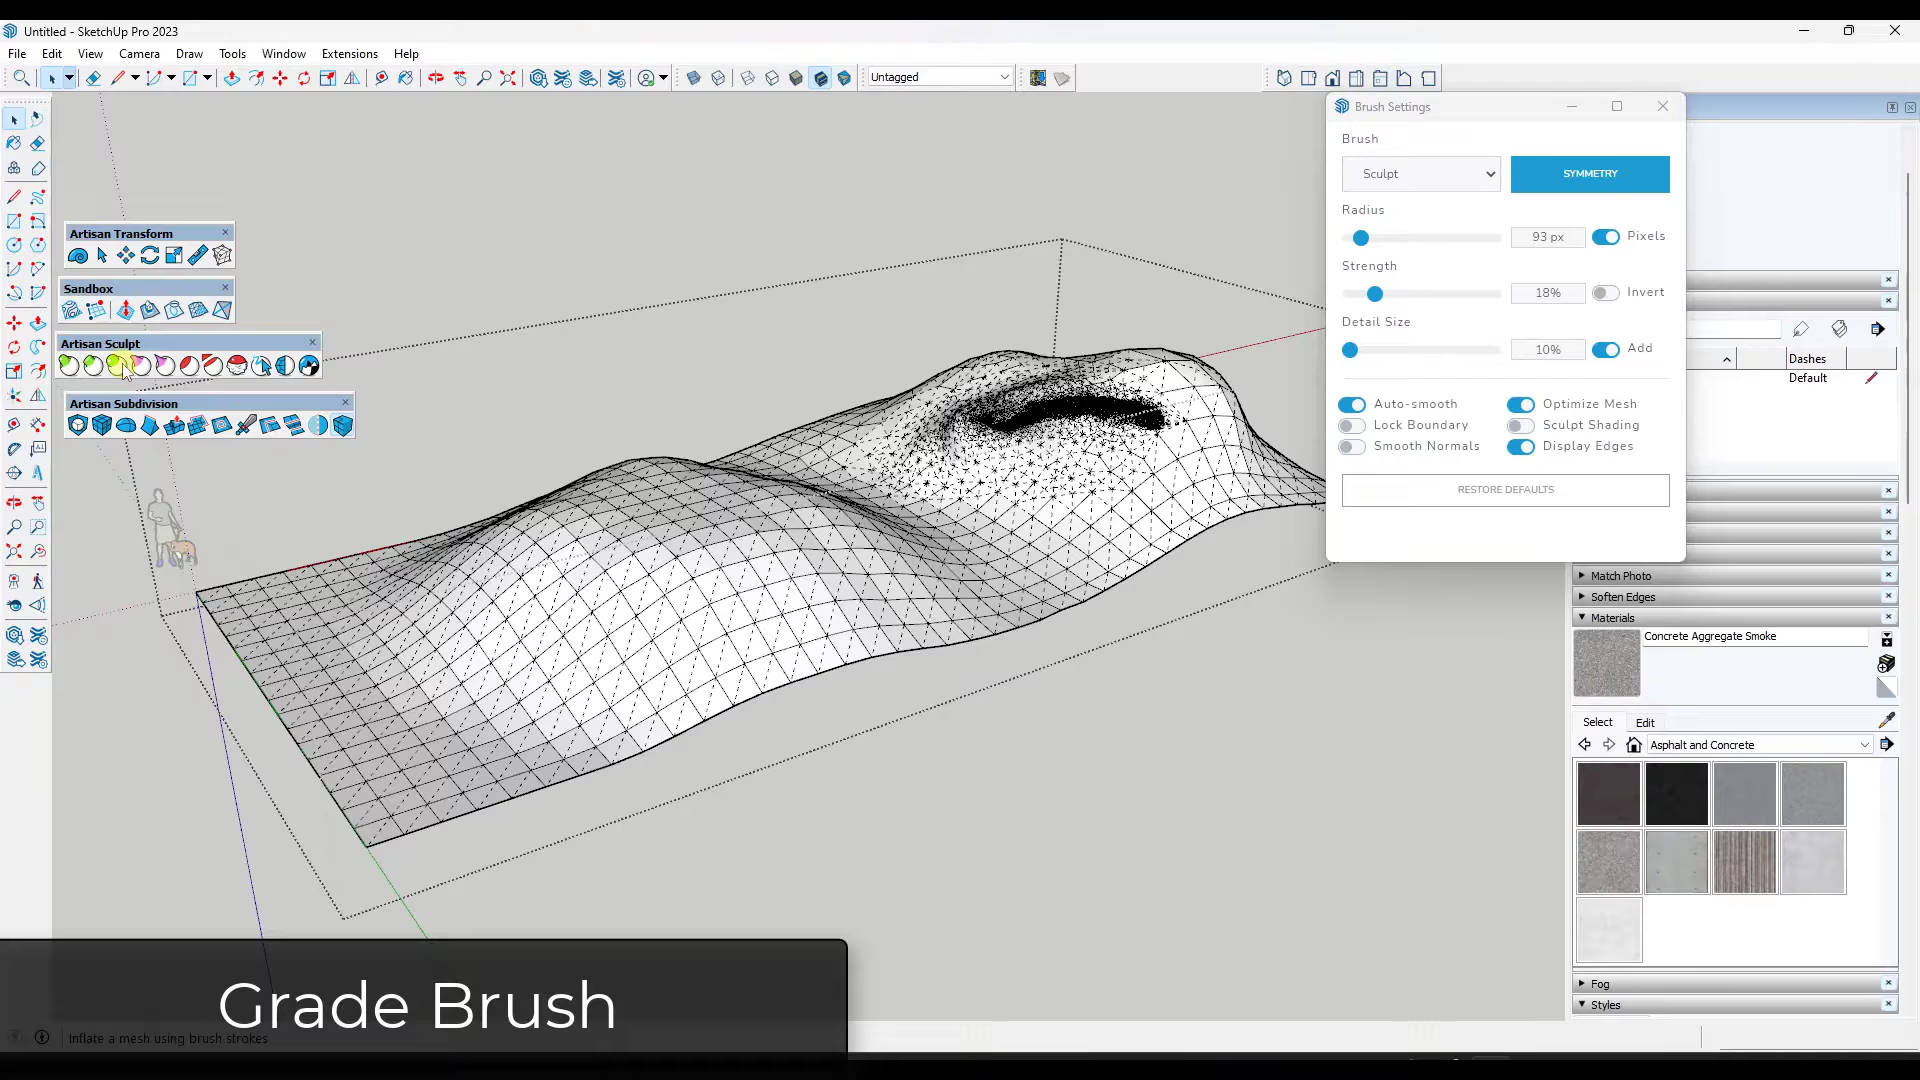 Untitled - SketchUp Pro 2023
File Edit View Camera Draw Tools Window Extensions Help
Untagged
Brush Settings
Brush
Sculpt
SYMMETRY
Radius
93 px
Pixels
Strength
18%
Invert
Detail Size
10%
Add
Auto-smooth
Optimize Mesh
Lock Boundary
Sculpt Shading
Smooth Normals
Display Edges
RESTORE DEFAULTS
Artisan Transform
Sandbox
Artisan Sculpt
Artisan Subdivision
Dashes
Default
Match Photo
Soften Edges
Materials
Concrete Aggregate Smoke
Select
Edit
Asphalt and Concrete
Fog
Styles
Grade Brush
Inflate a mesh using brush strokes